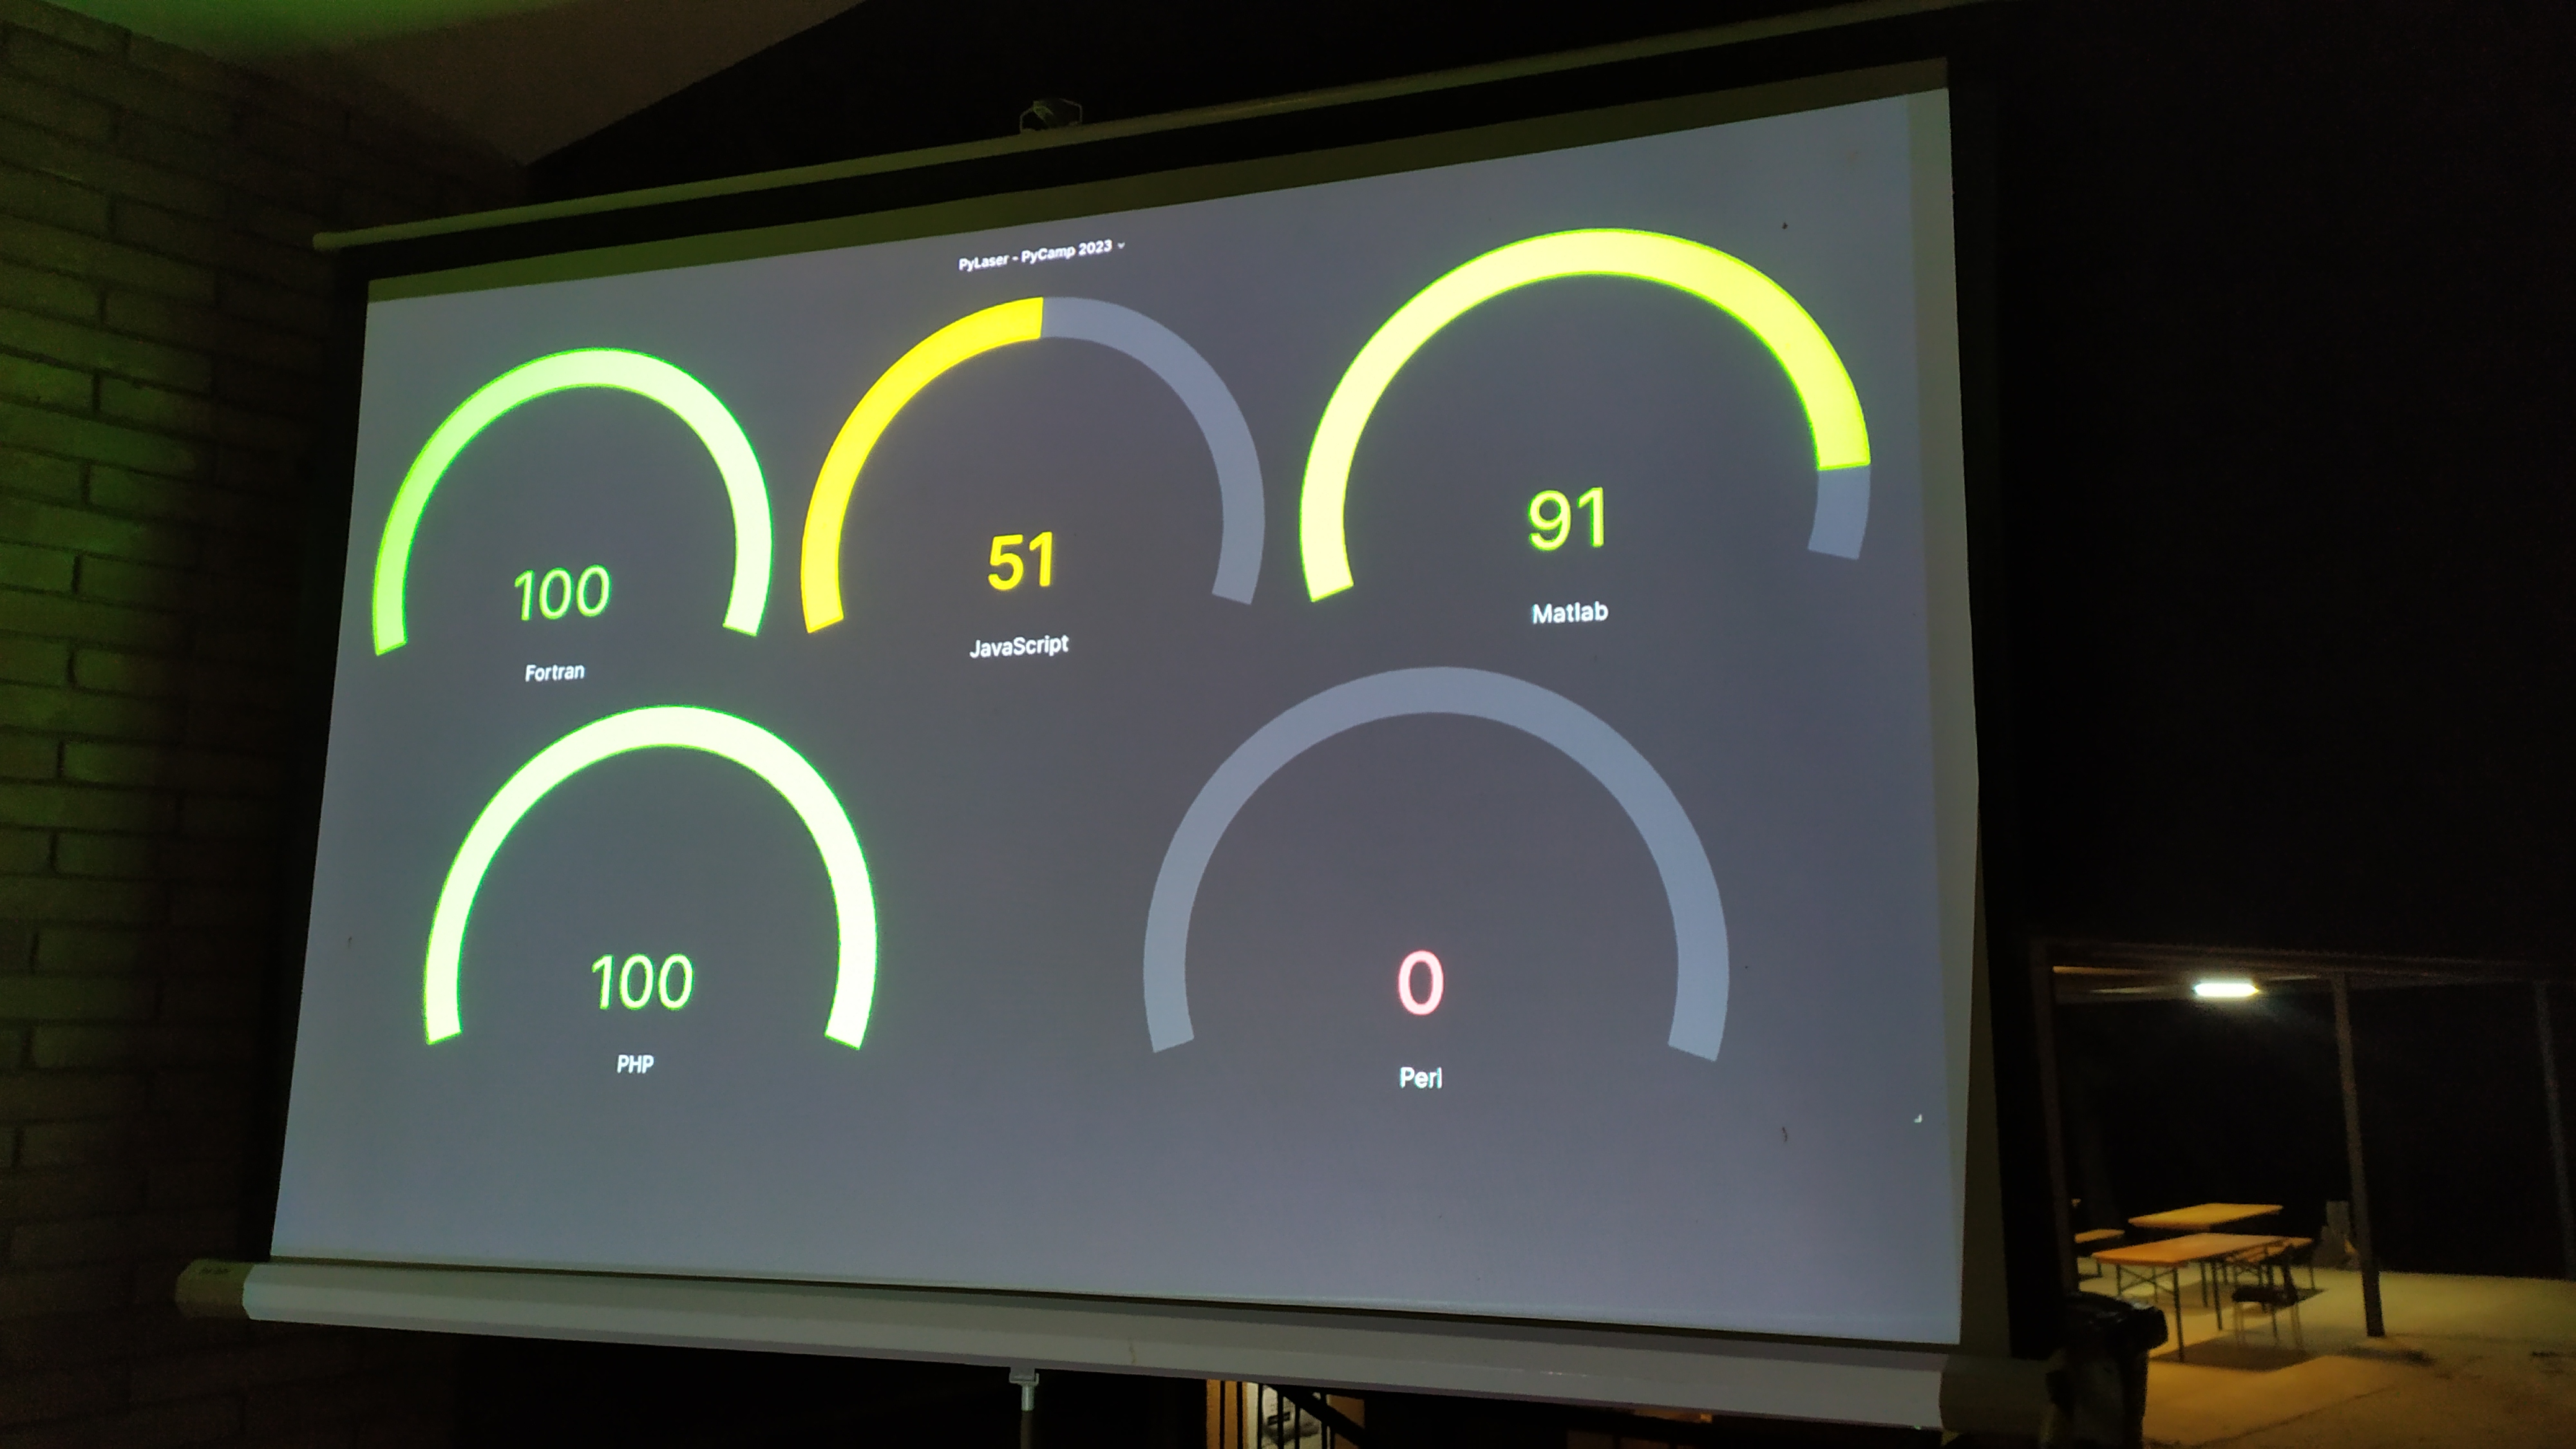 PyLaser - PyCamp 2023
100
Fortran
51
JavaScript
91
Matlab
100
PHP
0
Perl